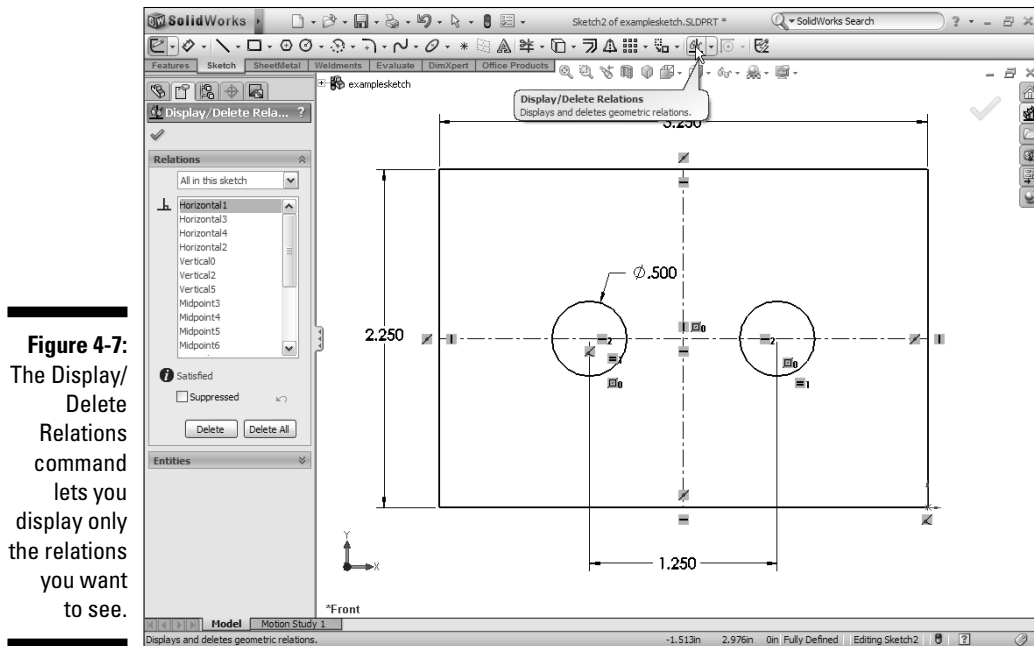 SolidWorks
Sketch2 of examplesketch.SLDPRT *
SolidWorks Search
?
Features
Sketch
SheetMetal
Weldments
Evaluate
DimXpert
Office Products
examplesketch
Display/Delete Relations
Displays and deletes geometric relations.
Display/Delete Rela... ?
Relations
All in this sketch
Horizontal1
Horizontal3
Horizontal4
Horizontal2
Vertical0
Vertical2
Vertical5
Midpoint3
Midpoint4
Midpoint5
Midpoint6
Satisfied
Suppressed
Delete
Delete All
Entities
∅.500
2.250
1.250
Y
X
*Front
Model
Motion Study 1
Displays and deletes geometric relations.
-1.513in
2.976in
0in
Fully Defined
Editing Sketch2
?
Figure 4-7:
The Display/
Delete
Relations
command
lets you
display only
the relations
you want
to see.